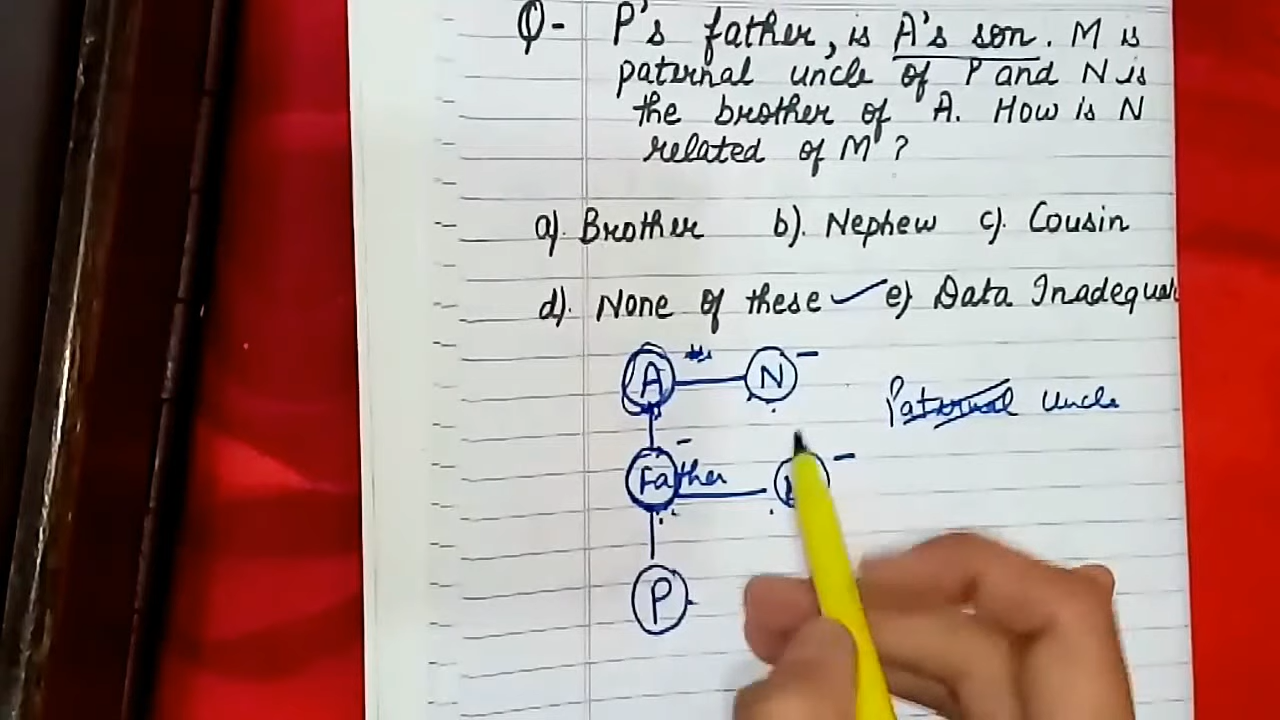 Q- P's father, is A's son. M is
paternal uncle of P and N is
the brother of A. How is N
related of M ?
a). Brother b). Nephew c). Cousin
d). None of these e) Data
A N
Paternal uncle
Father
P